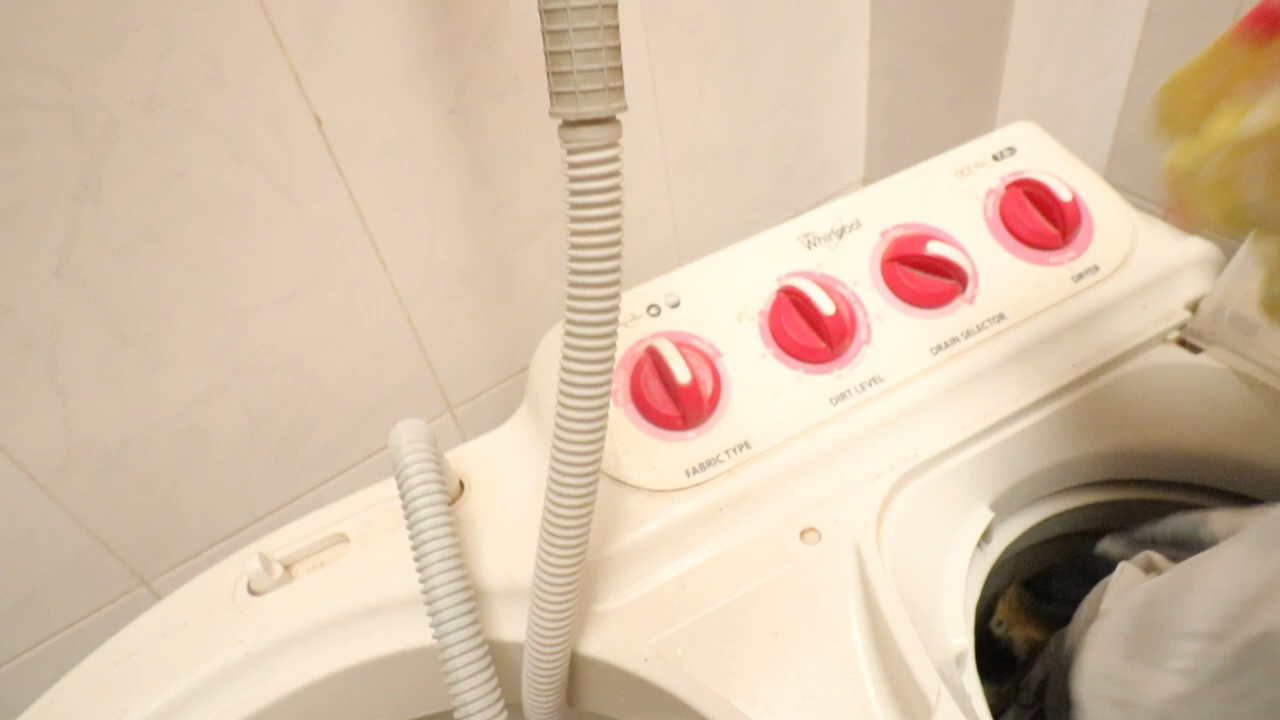 Whirlpool
FABRIC TYPE
DIRT LEVEL
DRAIN SELECTOR
DRYER